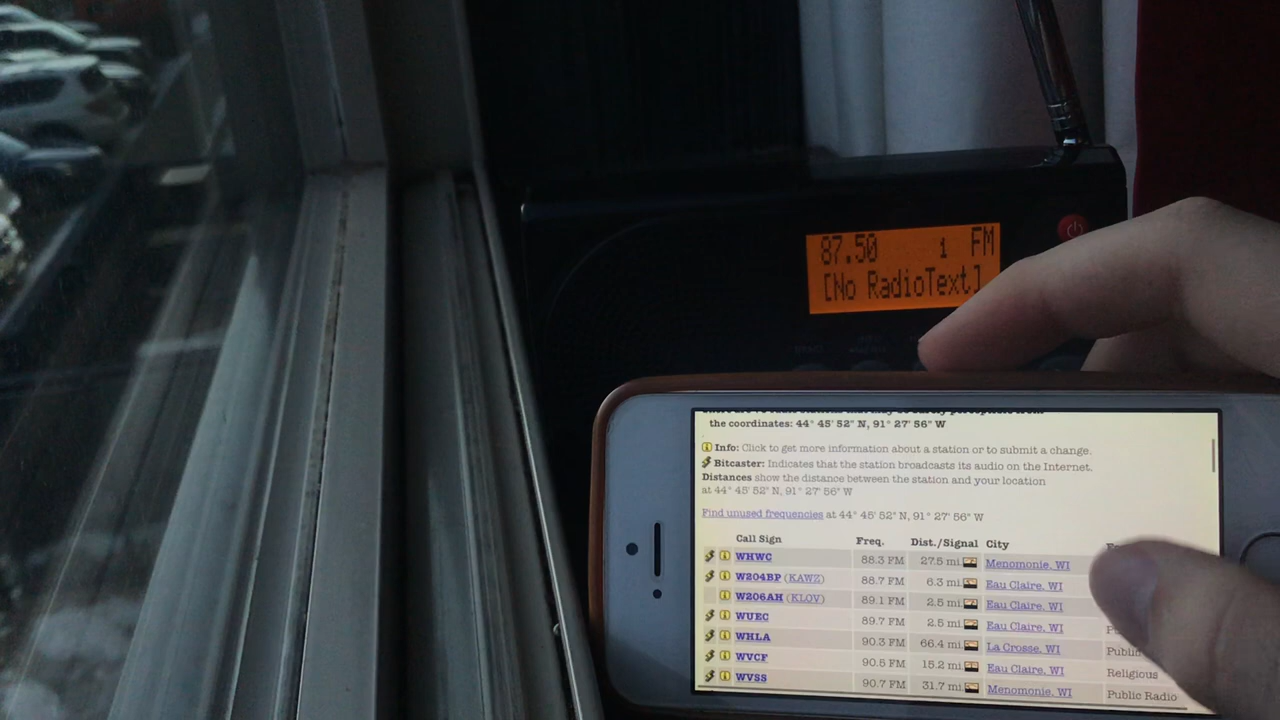 87.50 1 FM
[No RadioText]
the coordinates: 44° 45' 52" N, 91° 27' 56" W
Info: Click to get more information about a station or to submit a change.
Bitcaster: Indicates that the station broadcasts its audio on the Internet.
Distances show the distance between the station and your location
at 44° 45' 52" N, 91° 27' 56" W
Find unused frequencies at 44° 45' 52" N, 91° 27' 56" W
Call Sign Freq. Dist./Signal City
WHWC 88.3 FM 27.5 mi. Menomonie, WI
W204BP (KAWZ) 88.7 FM 6.3 mi. Eau Claire, WI
W206AH (KLOV) 89.1 FM 2.5 mi. Eau Claire, WI
WUEC 89.7 FM 2.5 mi. Eau Claire, WI
WHLA 90.3 FM 66.4 mi. La Crosse, WI Public
WVCF 90.5 FM 15.2 mi. Eau Claire, WI Religious
WVSS 90.7 FM 31.7 mi. Menomonie, WI Public Radio